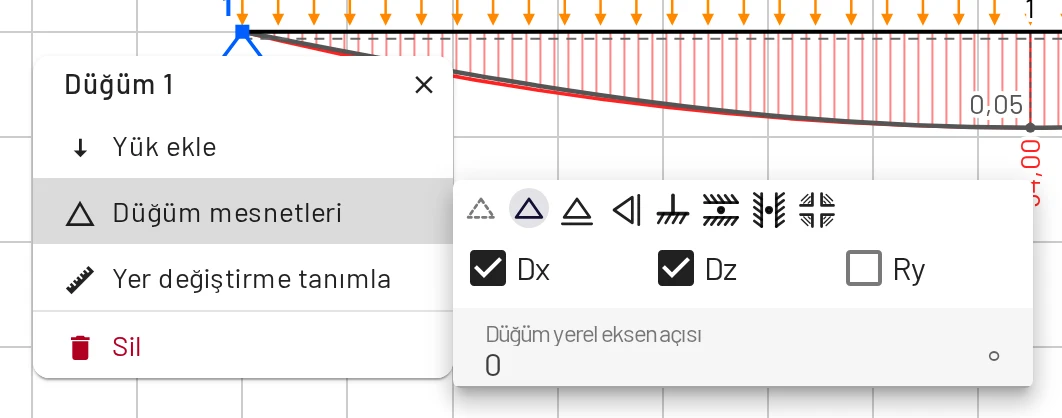 1
1
Düğüm 1
0,05
Yük ekle
Düğüm mesnetleri
Dx
Dz
Ry
Yer değiştirme tanımla
Düğüm yerel eksen açısı
0 °
Sil